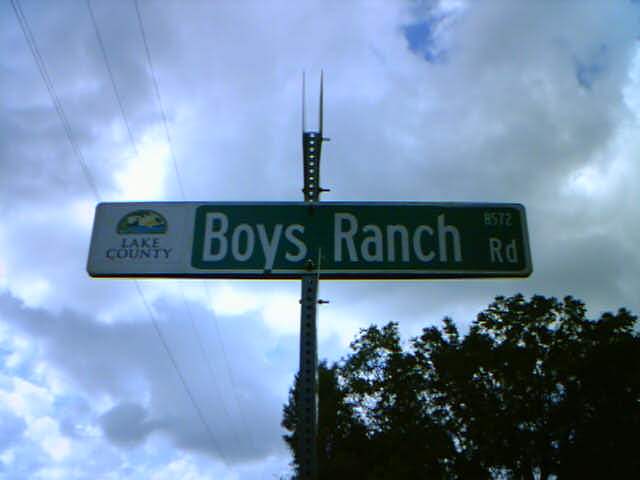 LAKE
COUNTY
Boys Ranch Rd
8572